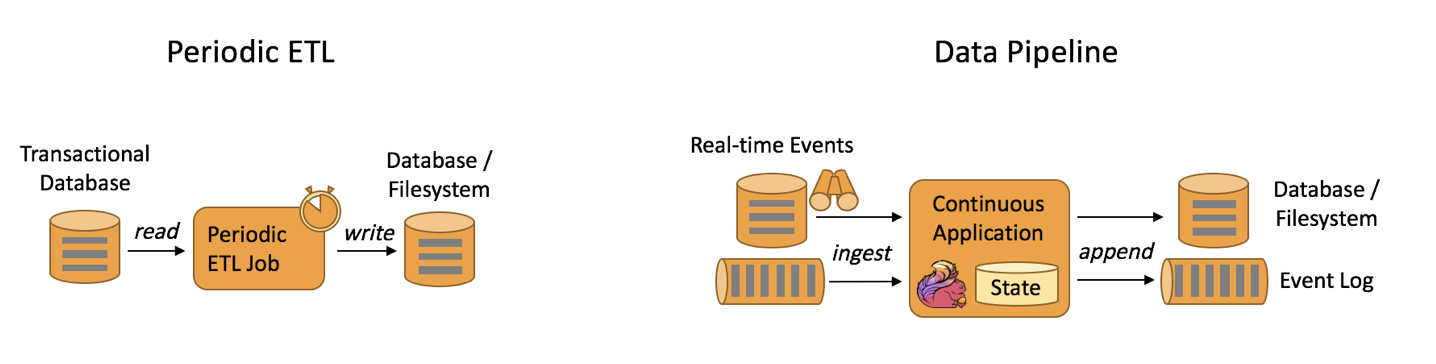 Periodic ETL
Transactional
Database
read
Periodic
ETL Job
write
Database /
Filesystem
Data Pipeline
Real-time Events
ingest
Continuous
Application
State
append
Database /
Filesystem
Event Log